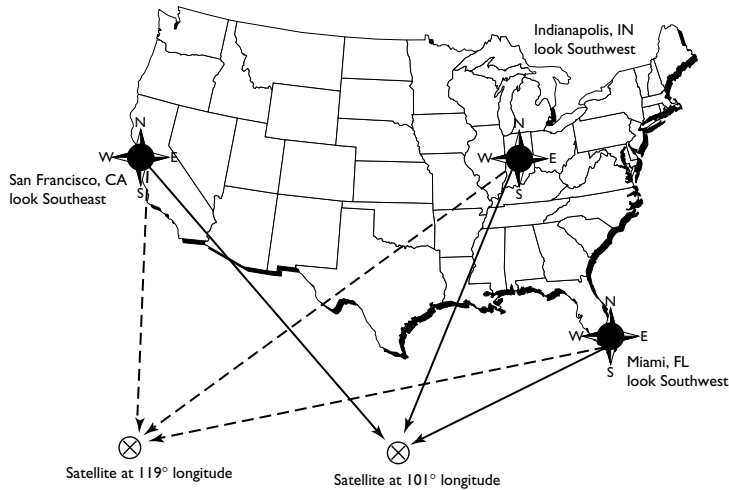 Indianapolis, IN
look Southwest
N
W
E
S
San Francisco, CA
look Southeast
N
W
E
S
N
W
E
S
Miami, FL
look Southwest
Satellite at 119° longitude
Satellite at 101° longitude